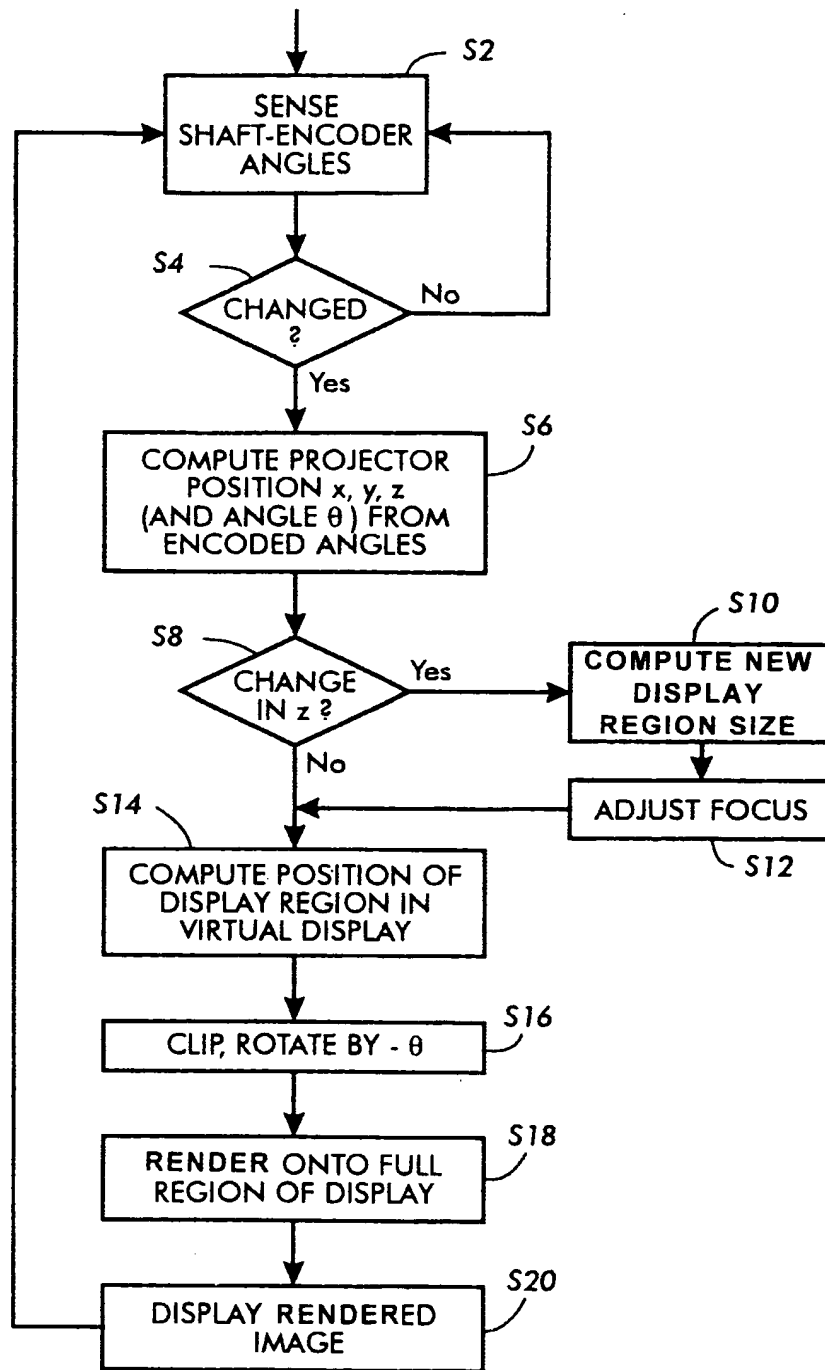 S2
SENSE
SHAFT-ENCODER
ANGLES
S4
CHANGED
?
No
Yes
S6
COMPUTE PROJECTOR
POSITION x, y, z
(AND ANGLE θ) FROM
ENCODED ANGLES
S8
CHANGE
IN z ?
Yes
No
S10
COMPUTE NEW
DISPLAY
REGION SIZE
ADJUST FOCUS
S12
S14
COMPUTE POSITION OF
DISPLAY REGION IN
VIRTUAL DISPLAY
S16
CLIP, ROTATE BY - θ
S18
RENDER ONTO FULL
REGION OF DISPLAY
S20
DISPLAY RENDERED
IMAGE